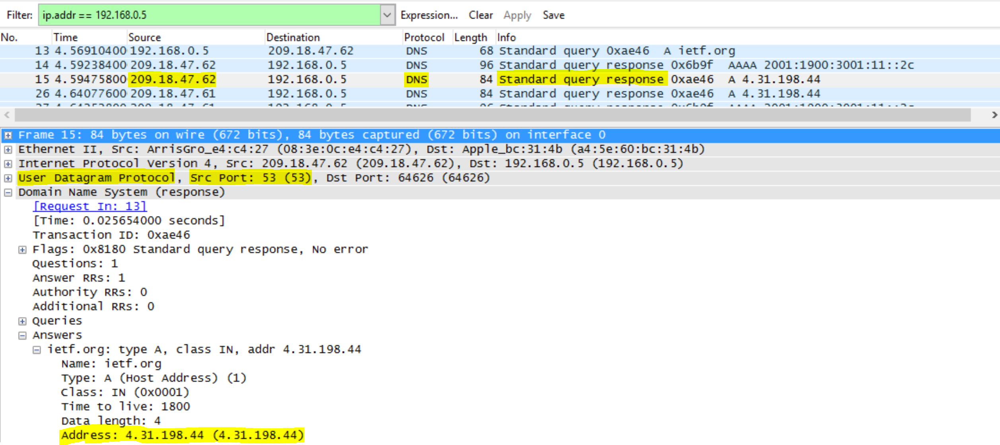 Filter: ip.addr == 192.168.0.5 Expression... Clear Apply Save
No. Time Source Destination Protocol Length Info
13 4.56910400 192.168.0.5 209.18.47.62 DNS 68 Standard query 0xae46 A ietf.org
14 4.59238400 209.18.47.62 192.168.0.5 DNS 96 Standard query response 0x6b9f AAAA 2001:1900:3001:11::2c
15 4.59475800 209.18.47.62 192.168.0.5 DNS 84 Standard query response 0xae46 A 4.31.198.44
26 4.64077600 209.18.47.61 192.168.0.5 DNS 84 Standard query response 0xae46 A 4.31.198.44
Frame 15: 84 bytes on wire (672 bits), 84 bytes captured (672 bits) on interface 0
Ethernet II, Src: ArrisGro_e4:c4:27 (08:3e:0c:e4:c4:27), Dst: Apple_bc:31:4b (a4:5e:60:bc:31:4b)
Internet Protocol Version 4, Src: 209.18.47.62 (209.18.47.62), Dst: 192.168.0.5 (192.168.0.5)
User Datagram Protocol, Src Port: 53 (53), Dst Port: 64626 (64626)
Domain Name System (response)
[Request In: 13]
[Time: 0.025654000 seconds]
Transaction ID: 0xae46
Flags: 0x8180 Standard query response, No error
Questions: 1
Answer RRs: 1
Authority RRs: 0
Additional RRs: 0
Queries
Answers
ietf.org: type A, class IN, addr 4.31.198.44
Name: ietf.org
Type: A (Host Address) (1)
Class: IN (0x0001)
Time to live: 1800
Data length: 4
Address: 4.31.198.44 (4.31.198.44)